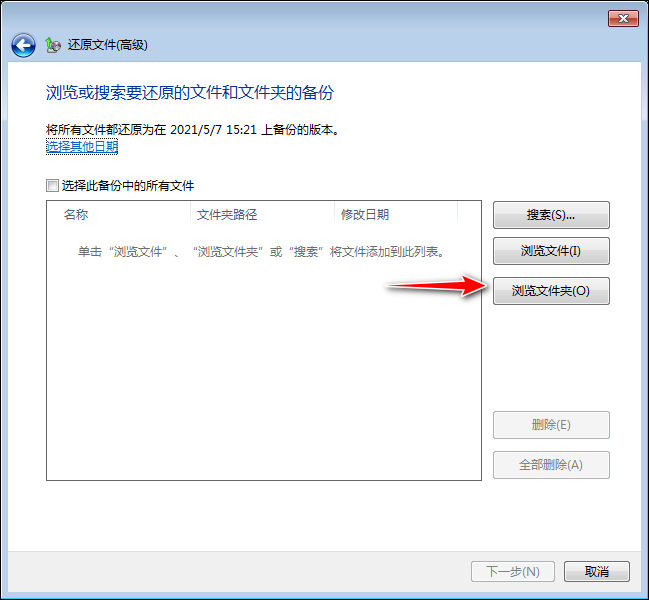 还原文件(高级)
浏览或搜索要还原的文件和文件夹的备份
将所有文件都还原为在 2021/5/7 15:21 上备份的版本。
选择其他日期
选择此备份中的所有文件
名称 文件夹路径 修改日期
单击“浏览文件”、“浏览文件夹”或“搜索”将文件添加到此列表。
搜索(S)...
浏览文件(I)
浏览文件夹(O)
删除(E)
全部删除(A)
下一步(N) 取消